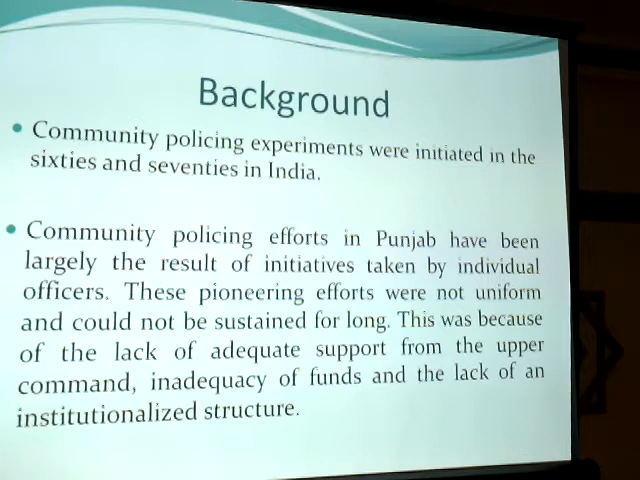 Background
• Community policing experiments were initiated in the
sixties and seventies in India.
• Community policing efforts in Punjab have been
largely the result of initiatives taken by individual
officers. These pioneering efforts were not uniform
and could not be sustained for long. This was because
of the lack of adequate support from the upper
command, inadequacy of funds and the lack of an
institutionalized structure.